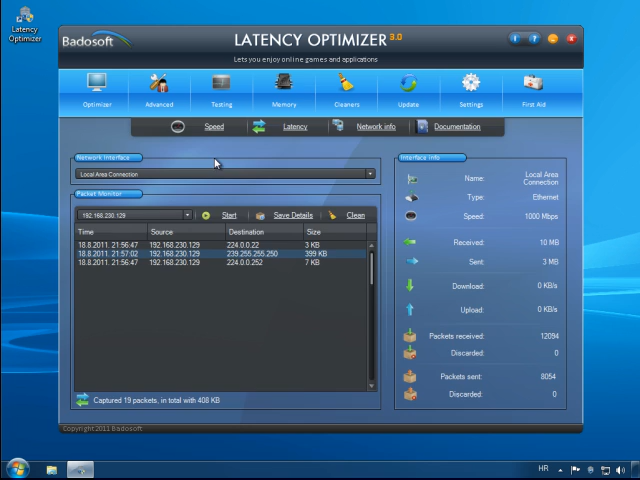 Latency
Optimizer
Badosoft
LATENCY OPTIMIZER 3.0
Lets you enjoy online games and applications
Optimizer
Advanced
Testing
Memory
Cleaners
Update
Settings
First Aid
Speed
Latency
Network info
Documentation
Network Interface
Local Area Connection
Packet Monitor
192.168.230.129
Start
Save Details
Clean
Time Source Destination Size
18.8.2011. 21:56:47 192.168.230.129 224.0.0.22 3 KB
18.8.2011. 21:57:02 192.168.230.129 239.255.255.250 399 KB
18.8.2011. 21:56:47 192.168.230.129 224.0.0.252 7 KB
Captured 19 packets, in total with 408 KB
Interface info
Name: Local Area
Connection
Type: Ethernet
Speed: 1000 Mbps
Received: 10 MB
Sent: 3 MB
Download: 0 KB/s
Upload: 0 KB/s
Packets received: 12094
Discarded: 0
Packets sent: 8054
Discarded: 0
Copyright 2011 Badosoft
HR